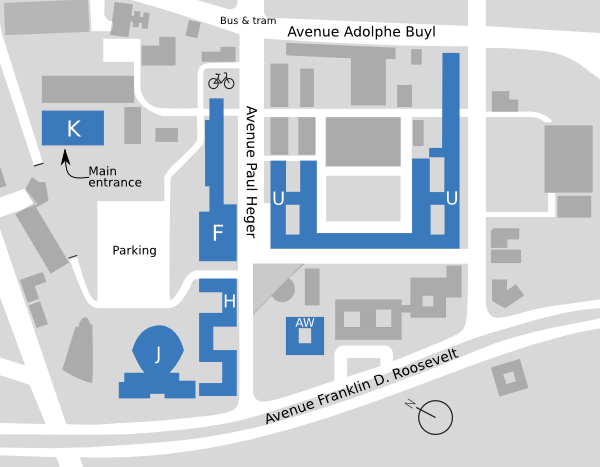 Bus & tram
Avenue Adolphe Buyl
K
Main
entrance
Avenue Paul Heger
U
U
F
Parking
H
AW
J
Avenue Franklin D. Roosevelt
N